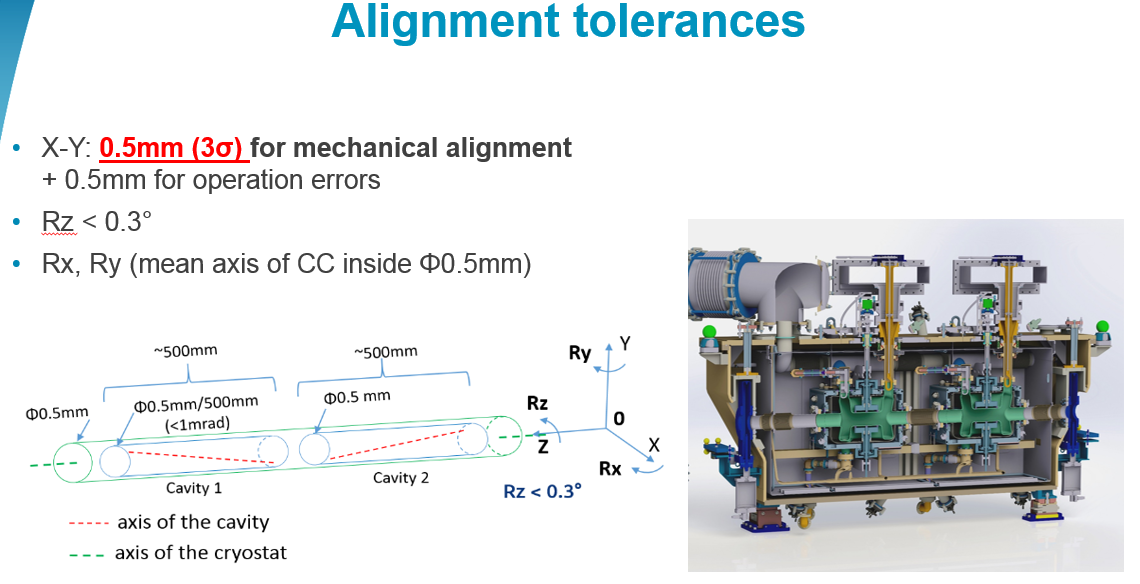 Alignment tolerances
• X-Y: 0.5mm (3σ) for mechanical alignment
+ 0.5mm for operation errors
• Rz < 0.3°
• Rx, Ry (mean axis of CC inside Φ0.5mm)
~500mm
~500mm
Φ0.5mm
Φ0.5mm/500mm
(<1mrad)
Φ0.5 mm
Cavity 1
Cavity 2
Ry
Y
Rz
O
Z
X
Rx
Rz < 0.3°
axis of the cavity
axis of the cryostat